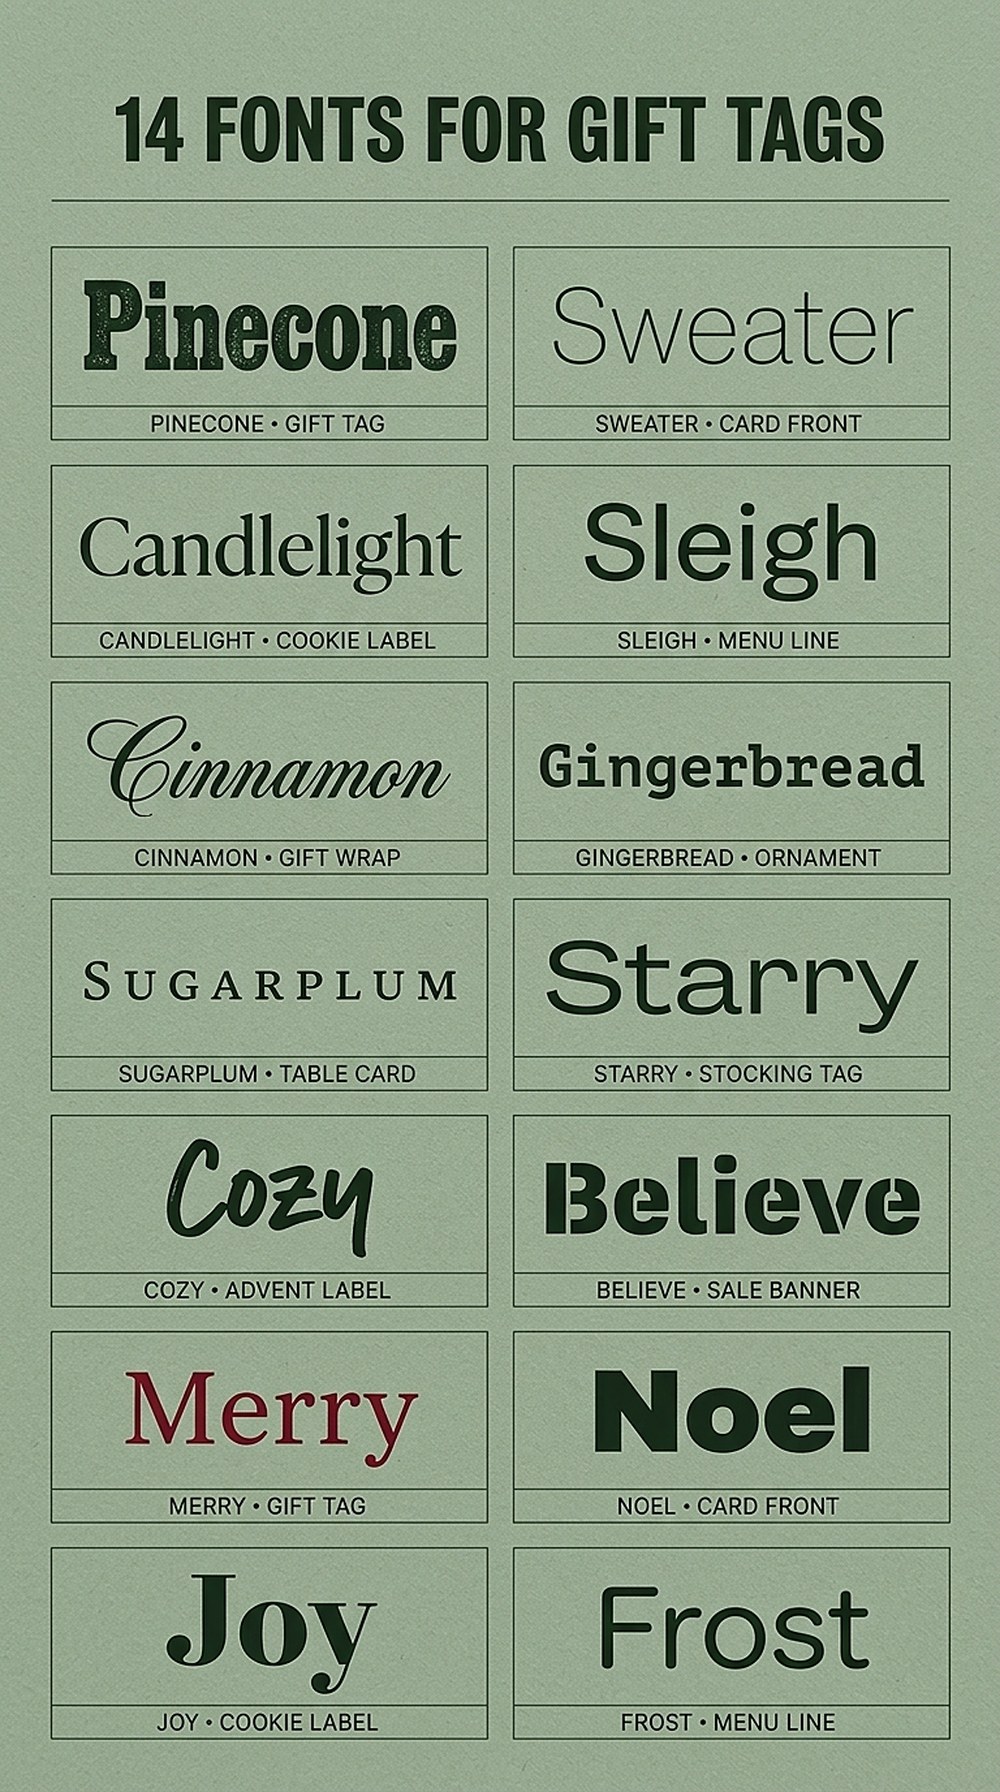 14 FONTS FOR GIFT TAGS
Pinecone
PINECONE • GIFT TAG
Sweater
SWEATER • CARD FRONT
Candlelight
CANDLELIGHT • COOKIE LABEL
Sleigh
SLEIGH • MENU LINE
Cinnamon
CINNAMON • GIFT WRAP
Gingerbread
GINGERBREAD • ORNAMENT
SUGARPLUM
SUGARPLUM • TABLE CARD
Starry
STARRY • STOCKING TAG
Cozy
COZY • ADVENT LABEL
Believe
BELIEVE • SALE BANNER
Merry
MERRY • GIFT TAG
Noel
NOEL • CARD FRONT
Joy
JOY • COOKIE LABEL
Frost
FROST • MENU LINE